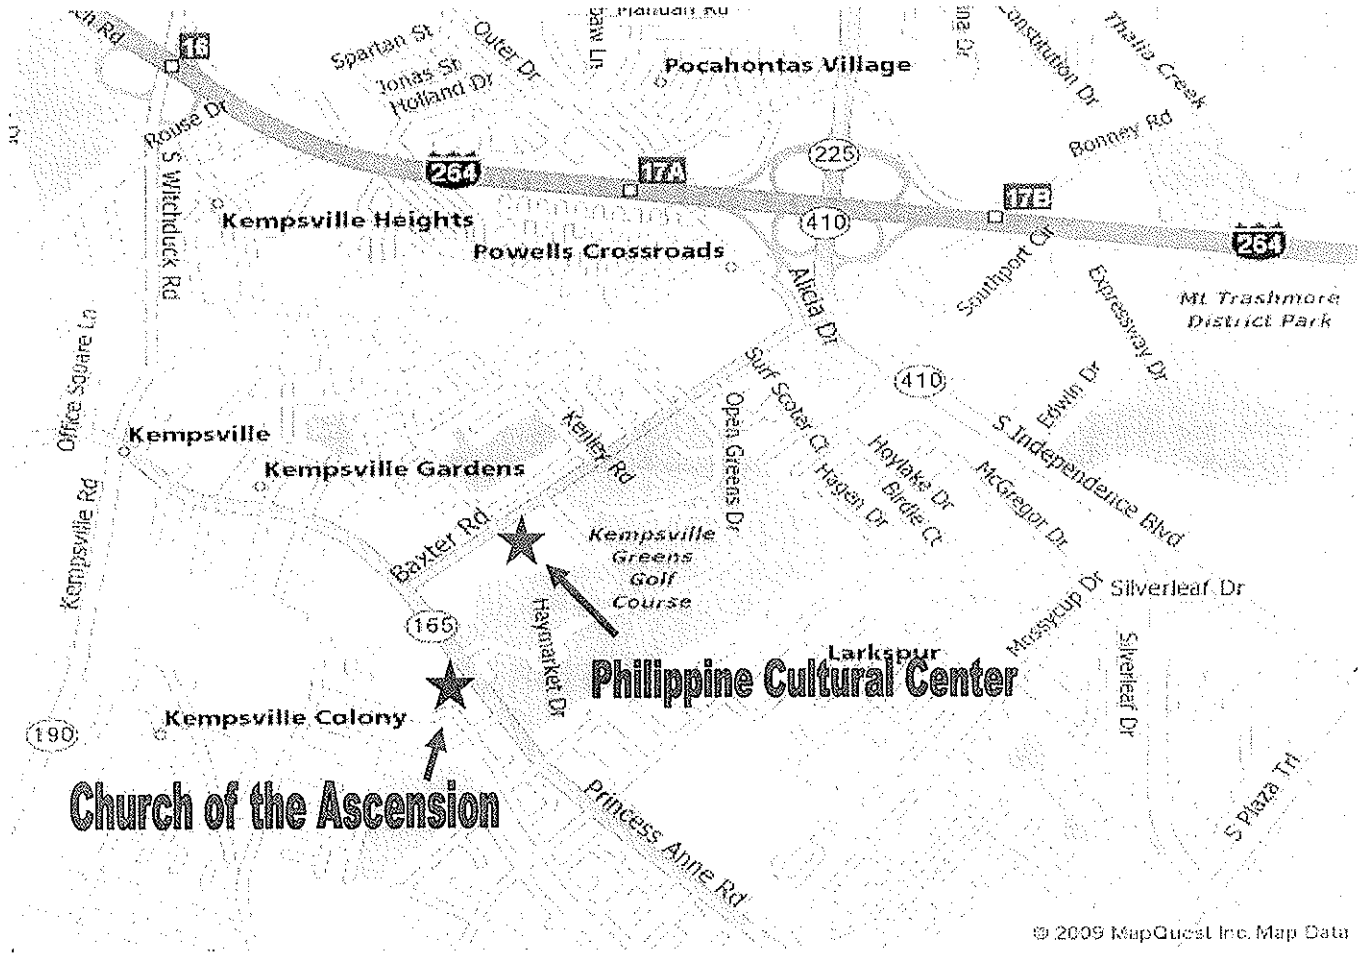 16
Spartan St
Outer Dr
Jonas St
Holland Dr
Pocahontas Village
Constitution Dr
Thalia Creek
Bonney Rd
Rouse Dr
S Witchduck Rd
264
17A
225
17B
Kempsville Heights
410
264
Powells Crossroads
Southport Cir
Alicia Dr
Expressway Dr
Mt Trashmore
District Park
Office Square Ln
Surf Scoter Ct
410
Edwin Dr
Open Greens Dr
S Independence Blvd
Kempsville
Kenley Rd
Kempsville Gardens
Hagen Dr
Hoylake Dr
Birdie Ct
McGregor Dr
Kempsville Rd
Baxter Rd
Kempsville
Greens
Golf
Course
Silverleaf Dr
Mossycup Dr
165
Haymarket Dr
Silverleaf Dr
Larkspur
Philippine Cultural Center
Kempsville Colony
190
Church of the Ascension
Princess Anne Rd
S Plaza Trl
© 2009 MapQuest Inc. Map Data